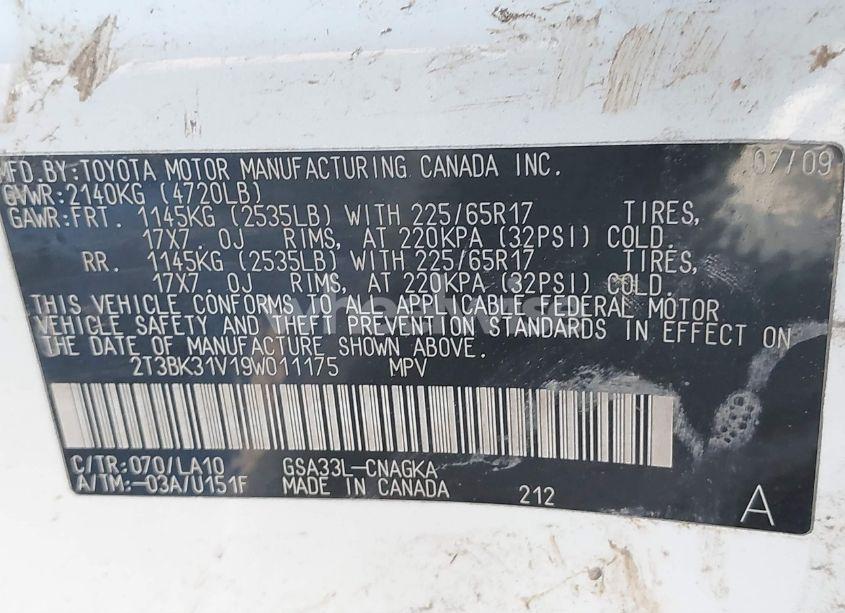 MFD.BY:TOYOTA MOTOR MANUFACTURING CANADA INC. 07/09
GVWR:2140KG (4720LB)
GAWR:FRT. 1145KG (2535LB) WITH 225/65R17 TIRES,
17X7.0J RIMS, AT 220KPA (32PSI) COLD.
RR. 1145KG (2535LB) WITH 225/65R17 TIRES,
17X7.0J RIMS, AT 220KPA (32PSI) COLD.
THIS VEHICLE CONFORMS TO ALL APPLICABLE FEDERAL MOTOR
VEHICLE SAFETY AND THEFT PREVENTION STANDARDS IN EFFECT ON
THE DATE OF MANUFACTURE SHOWN ABOVE.
2T3BK31V19W011175 MPV
C/TR:070/LA10 GSA33L-CNAGKA
A/TM:-03A/U151F MADE IN CANADA 212 A